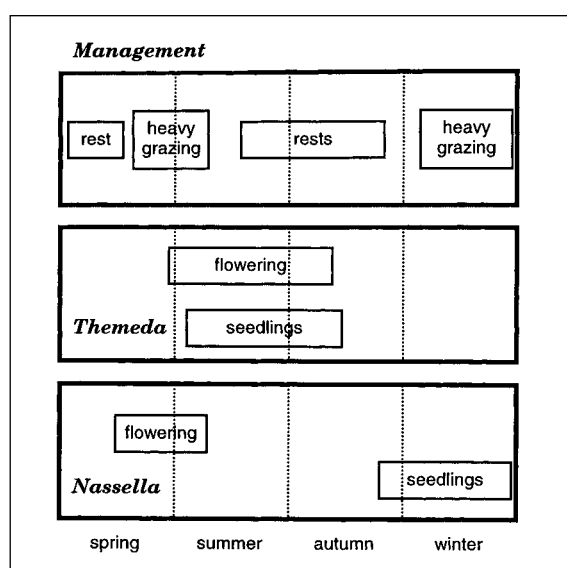 Management
rest
heavy
grazing
rests
heavy
grazing
flowering
Themeda
seedlings
flowering
Nassella
seedlings
spring
summer
autumn
winter